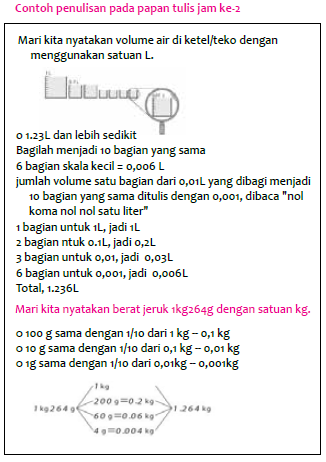 Contoh penulisan pada papan tulis jam ke-2
Mari kita nyatakan volume air di ketel/teko dengan
menggunakan satuan L.
o 1.23L dan lebih sedikit
Bagilah menjadi 10 bagian yang sama
6 bagian skala kecil = 0,006 L
jumlah volume satu bagian dari 0,01L yang dibagi menjadi
10 bagian yang sama ditulis dengan 0,001, dibaca "nol
koma nol nol satu liter"
1 bagian untuk 1L, jadi 1L
2 bagian ntuk 0.1L, jadi 0,2L
3 bagian untuk 0,01, jadi 0,03L
6 bagian untuk 0,001, jadi 0,006L
Total, 1.236L
Mari kita nyatakan berat jeruk 1kg264g dengan satuan kg.
o 100 g sama dengan 1/10 dari 1 kg – 0,1 kg
o 10 g sama dengan 1/10 dari 0,1 kg – 0,01 kg
o 1g sama dengan 1/10 dari 0,01kg – 0,001kg
1 kg
200 g=0.2 kg
1 kg264 g
1.264 kg
60 g=0.06 kg
4 g=0.004 kg